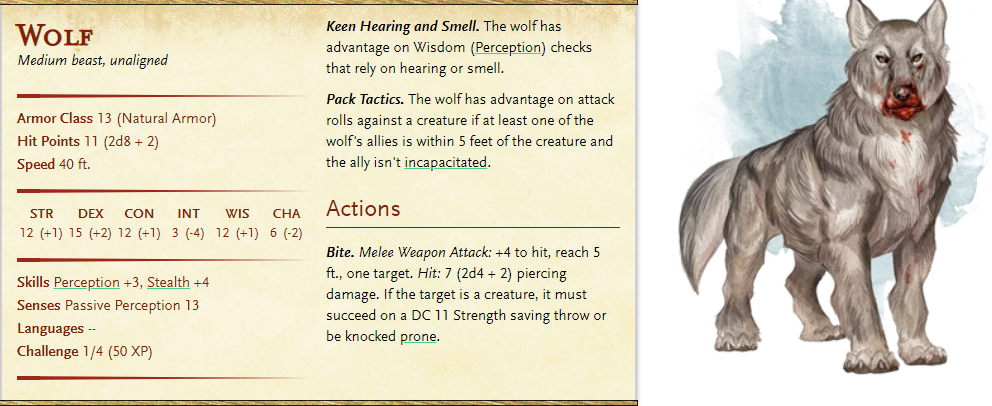 Wolf
Medium beast, unaligned
Armor Class 13 (Natural Armor)
Hit Points 11 (2d8 + 2)
Speed 40 ft.
STR DEX CON INT WIS CHA
12 (+1) 15 (+2) 12 (+1) 3 (-4) 12 (+1) 6 (-2)
Skills Perception +3, Stealth +4
Senses Passive Perception 13
Languages --
Challenge 1/4 (50 XP)
Keen Hearing and Smell. The wolf has
advantage on Wisdom (Perception) checks
that rely on hearing or smell.
Pack Tactics. The wolf has advantage on attack
rolls against a creature if at least one of the
wolf's allies is within 5 feet of the creature and
the ally isn't incapacitated.
Actions
Bite. Melee Weapon Attack: +4 to hit, reach 5
ft., one target. Hit: 7 (2d4 + 2) piercing
damage. If the target is a creature, it must
succeed on a DC 11 Strength saving throw or
be knocked prone.